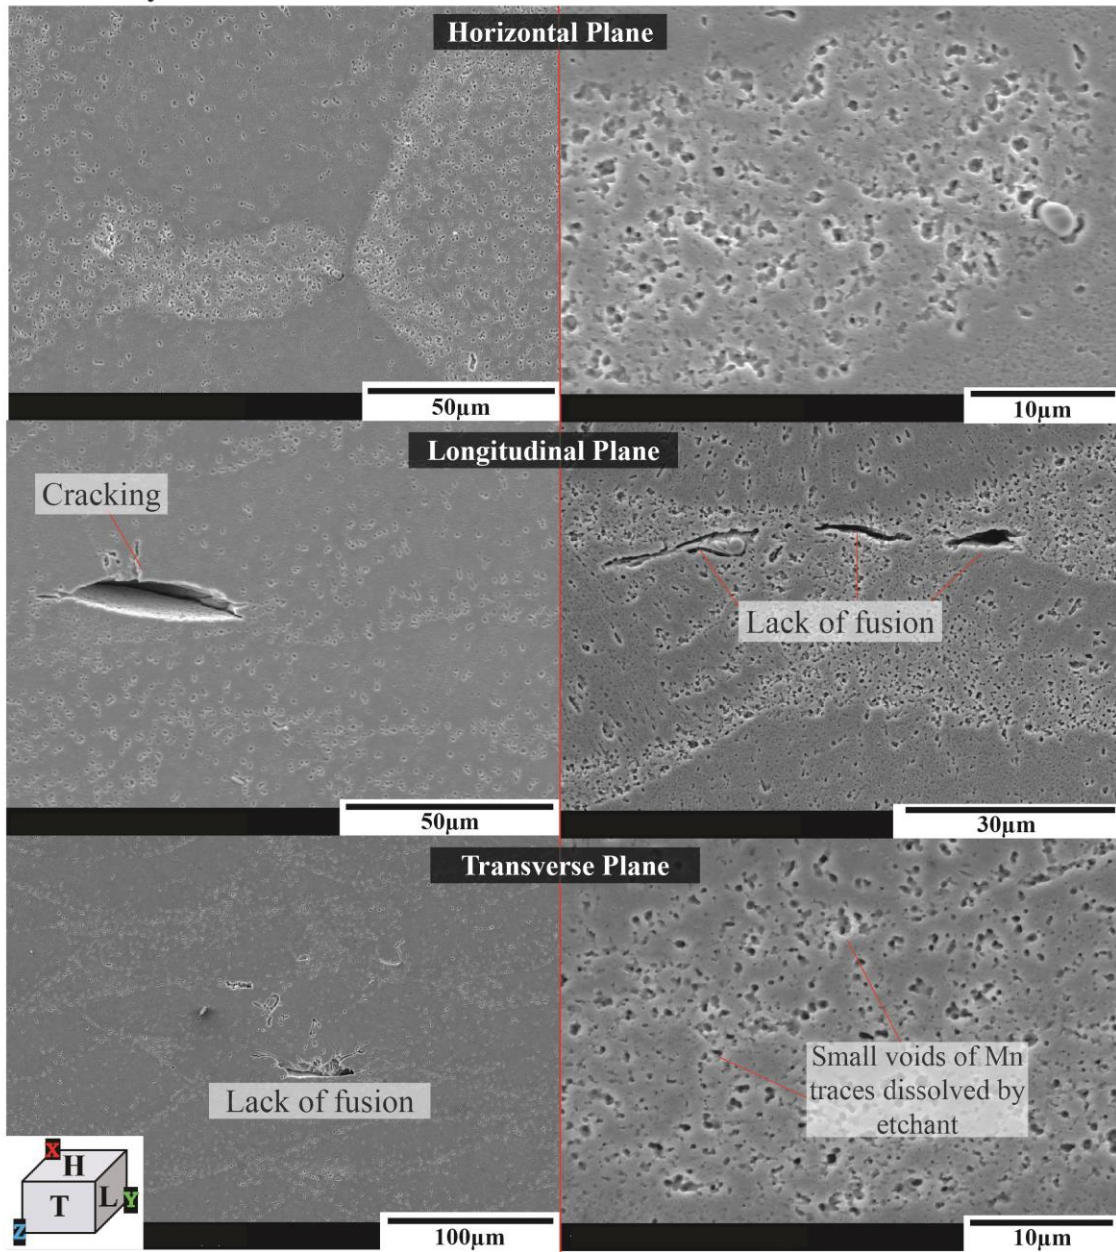 Horizontal Plane
50µm
10µm
Longitudinal Plane
Cracking
Lack of fusion
50µm
30µm
Transverse Plane
Lack of fusion
Small voids of Mn
traces dissolved by
etchant
X
H
T
L
Y
Z
100µm
10µm